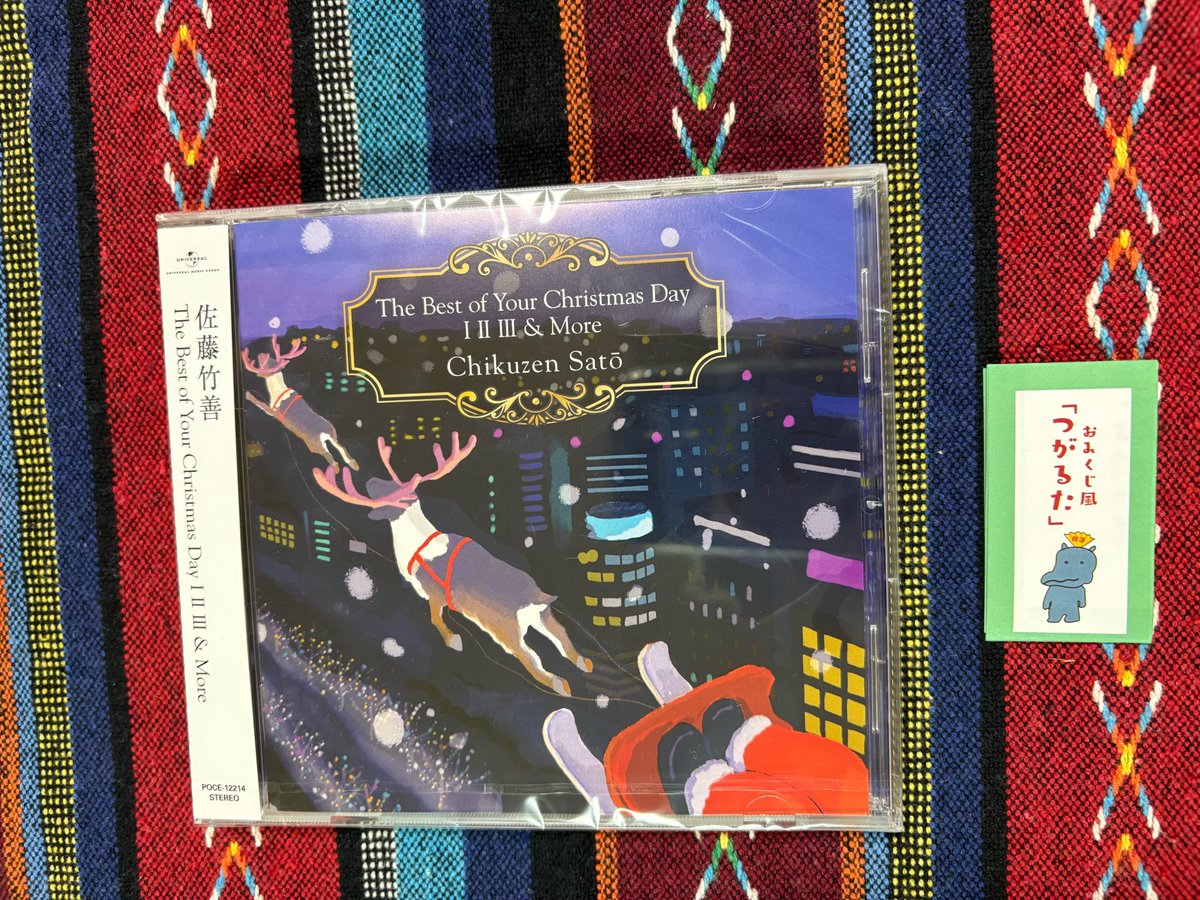 UNIVERSAL
UNIVERSAL MUSIC GROUP
佐藤竹善
The Best of Your Christmas Day I II III & More
POCE-12214
STEREO
The Best of Your Christmas Day
I II III & More
Chikuzen Satō
おみくじ風
「つがるた」